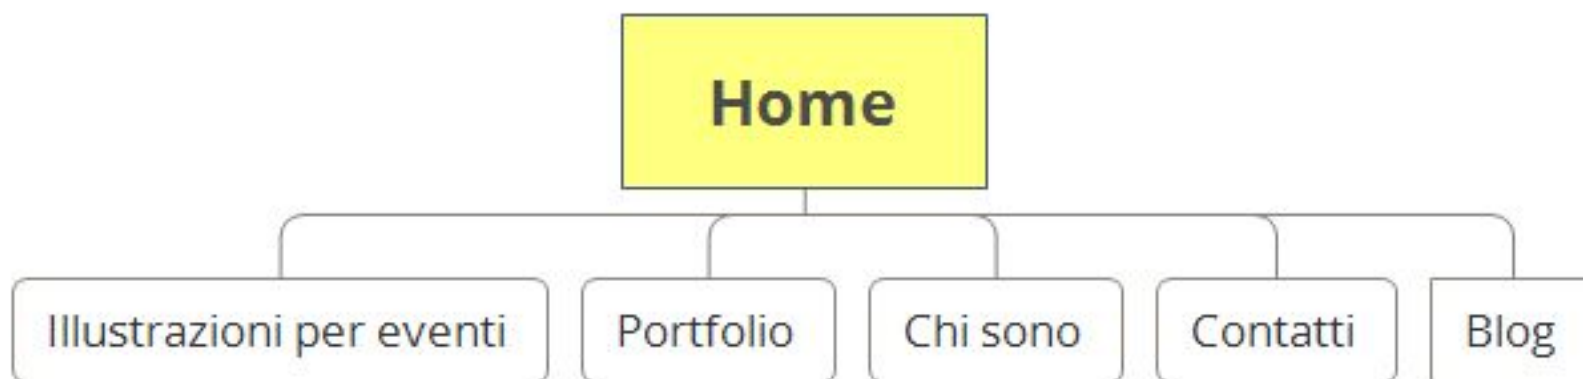 Home
Illustrazioni per eventi
Portfolio
Chi sono
Contatti
Blog